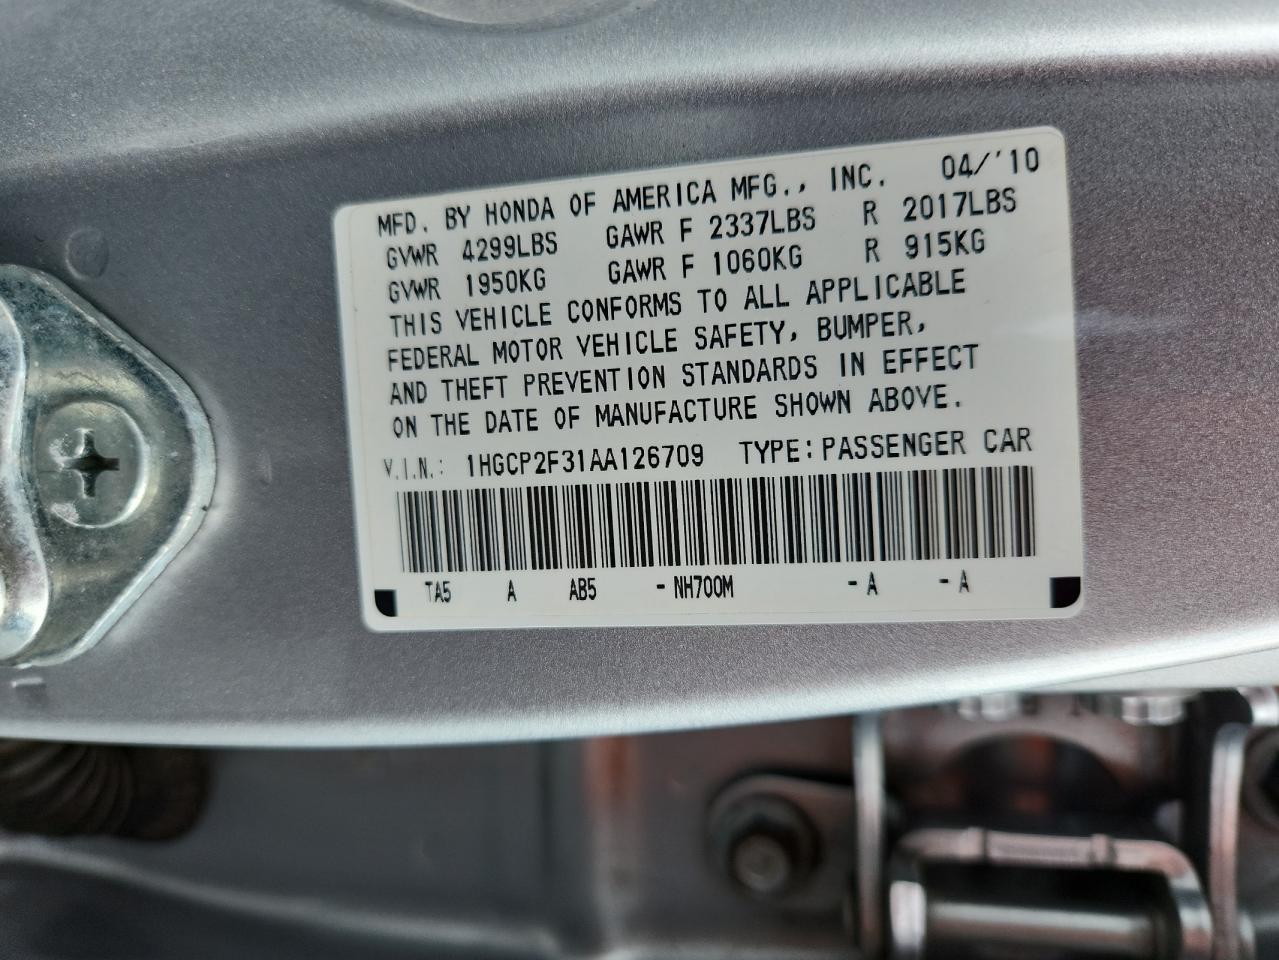 MFD. BY HONDA OF AMERICA MFG., INC. 04/'10
GVWR 4299LBS GAWR F 2337LBS R 2017LBS
GVWR 1950KG GAWR F 1060KG R 915KG
THIS VEHICLE CONFORMS TO ALL APPLICABLE
FEDERAL MOTOR VEHICLE SAFETY, BUMPER,
AND THEFT PREVENTION STANDARDS IN EFFECT
ON THE DATE OF MANUFACTURE SHOWN ABOVE.
V.I.N.: 1HGCP2F31AA126709 TYPE: PASSENGER CAR
TA5 A AB5 - NH700M - A - A